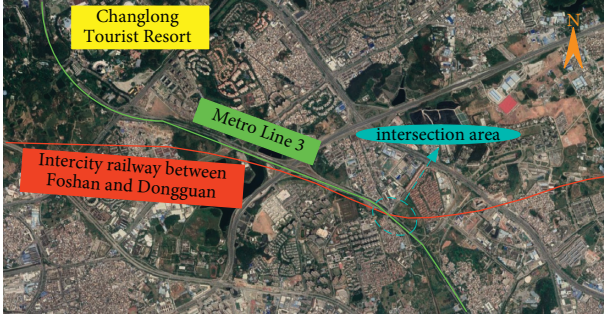 Changlong
Tourist Resort
N
Metro Line 3
intersection area
Intercity railway between
Foshan and Dongguan